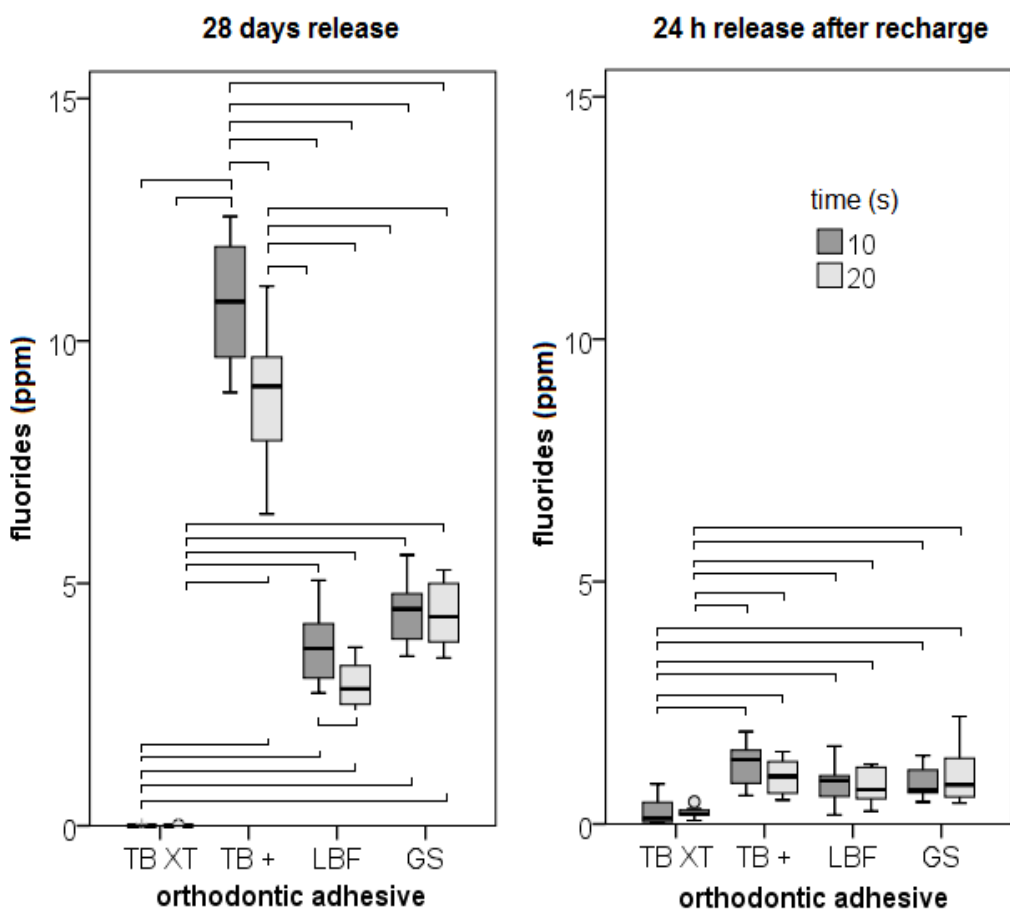 28 days release
fluorides (ppm)
15
10
5
0
TB XT TB + LBF GS
orthodontic adhesive
24 h release after recharge
fluorides (ppm)
15
10
5
0
time (s)
10
20
TB XT TB + LBF GS
orthodontic adhesive